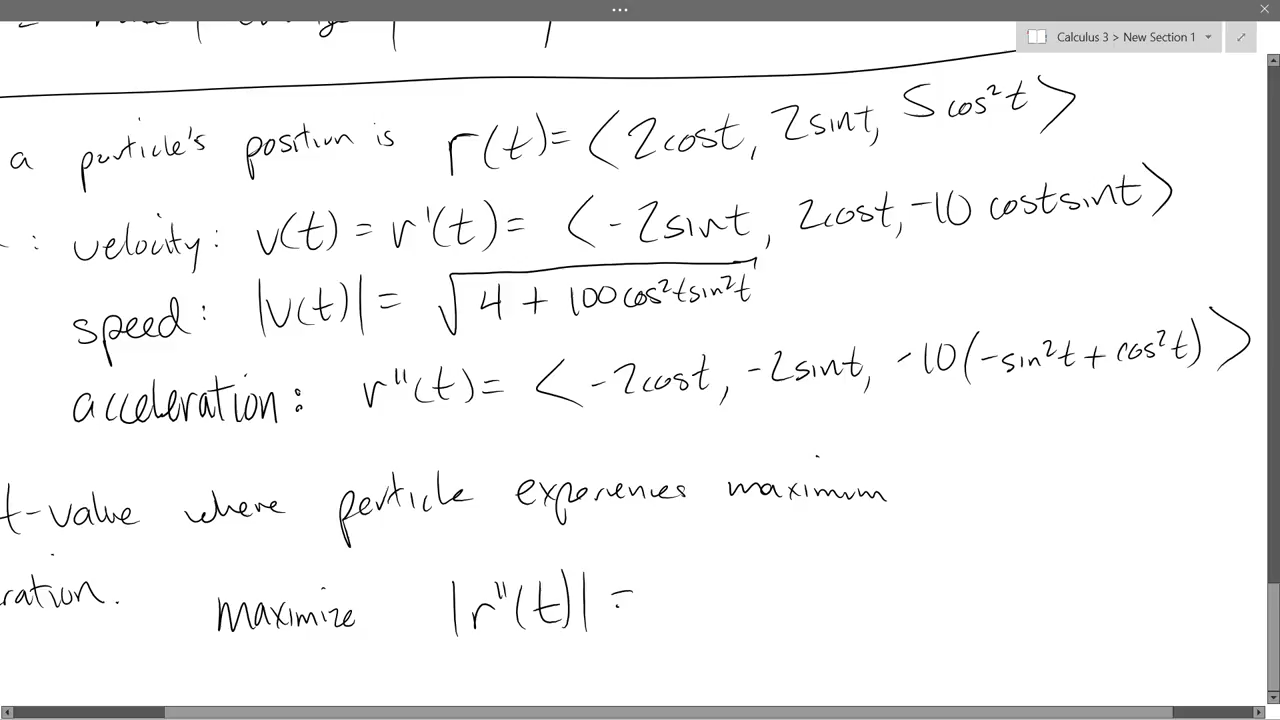 Calculus 3 > New Section 1
a particle's position is r(t)= ⟨2cost, 2sint, 5cos²t⟩
: velocity: v(t) = r'(t) = ⟨-2sint, 2cost, -10 costsint⟩
speed: |v(t)| = √(4 + 100cos²tsin²t)
acceleration: r''(t) = ⟨-2cost, -2sint, -10(-sin²t + cos²t)⟩
t-value where particle experiences maximum
ration. maximize |r''(t)| =